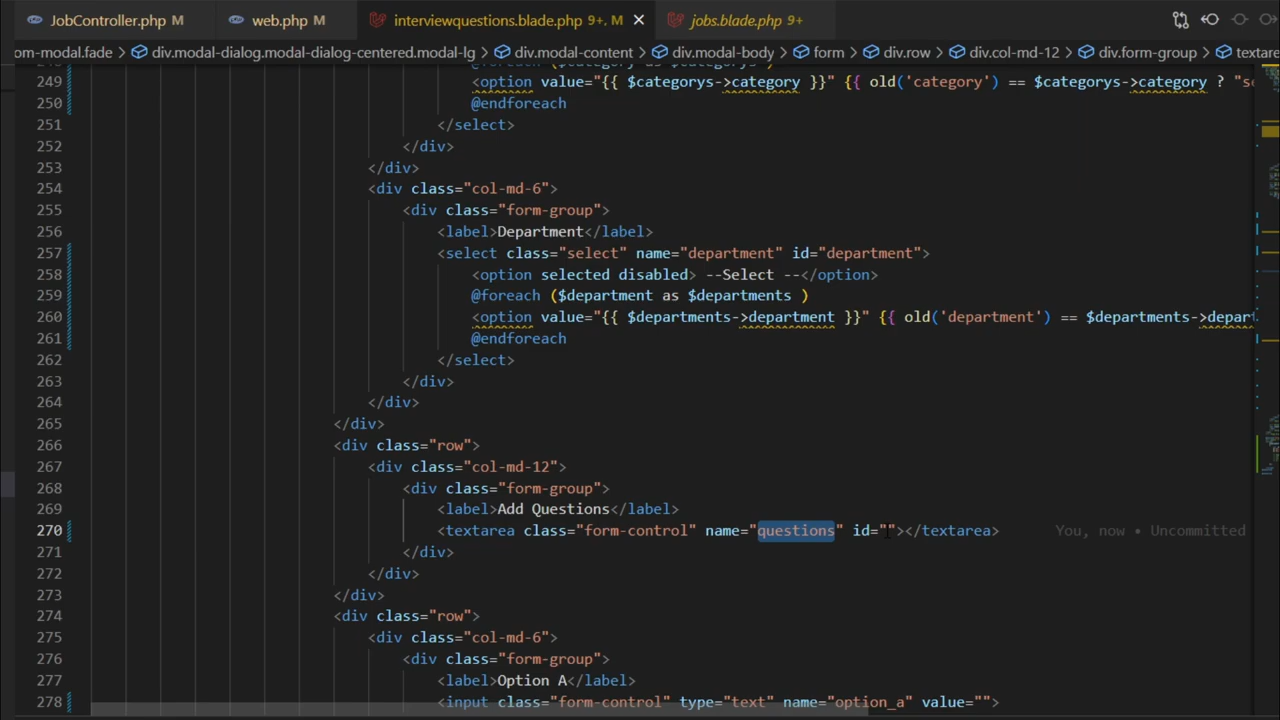 JobController.php M web.php M interviewquestions.blade.php 9+, M jobs.blade.php 9+
om-modal.fade > div.modal-dialog.modal-dialog-centered.modal-lg > div.modal-content > div.modal-body > form > div.row > div.col-md-12 > div.form-group > textare
249 <option value="{{ $categorys->category }}" {{ old('category') == $categorys->category ? "se
250 @endforeach
251 </select>
252 </div>
253 </div>
254 <div class="col-md-6">
255 <div class="form-group">
256 <label>Department</label>
257 <select class="select" name="department" id="department">
258 <option selected disabled> --Select --</option>
259 @foreach ($department as $departments )
260 <option value="{{ $departments->department }}" {{ old('department') == $departments->depart
261 @endforeach
262 </select>
263 </div>
264 </div>
265 </div>
266 <div class="row">
267 <div class="col-md-12">
268 <div class="form-group">
269 <label>Add Questions</label>
270 <textarea class="form-control" name="questions" id=""></textarea> You, now • Uncommitted
271 </div>
272 </div>
273 </div>
274 <div class="row">
275 <div class="col-md-6">
276 <div class="form-group">
277 <label>Option A</label>
278 <input class="form-control" type="text" name="option_a" value="">